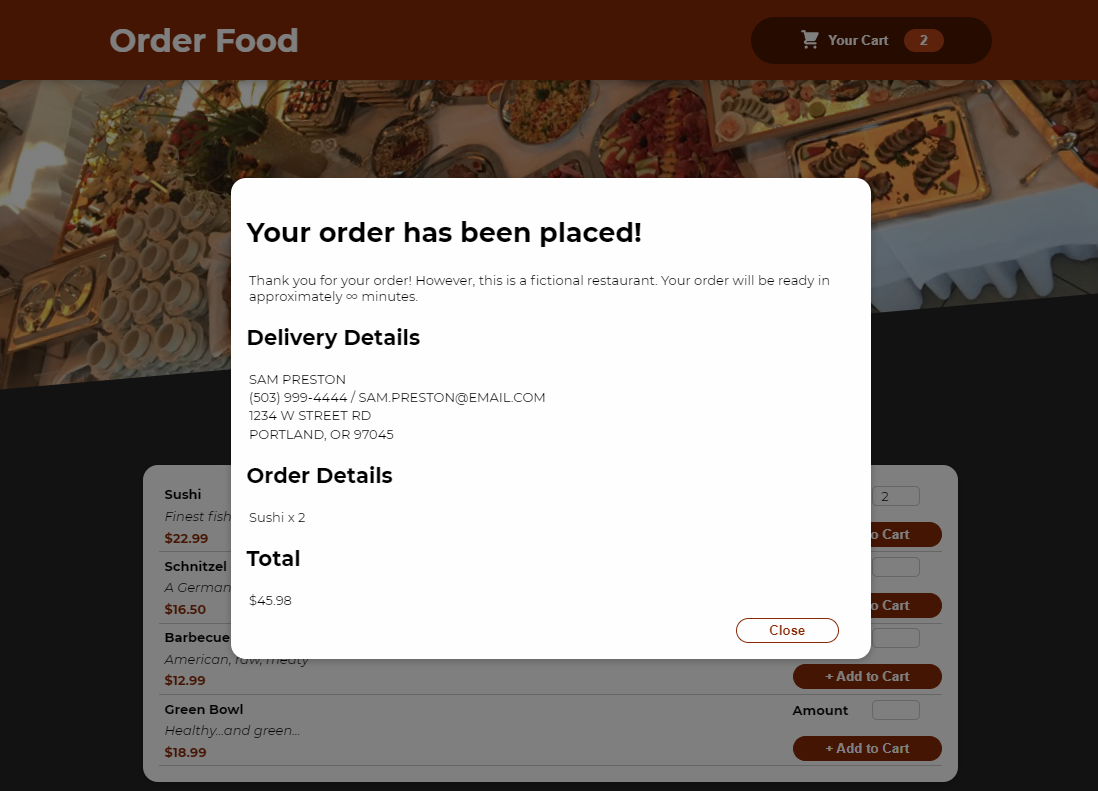 Order Food
Your Cart 2
Your order has been placed!
Thank you for your order! However, this is a fictional restaurant. Your order will be ready in
approximately ∞ minutes.
Delivery Details
SAM PRESTON
(503) 999-4444 / SAM.PRESTON@EMAIL.COM
1234 W STREET RD
PORTLAND, OR 97045
Order Details
Sushi x 2
Total
$45.98
Close
Sushi
2
Finest fish
$22.99
o Cart
Schnitzel
A German
$16.50
o Cart
Barbecue
American, raw, meaty
$12.99
+ Add to Cart
Green Bowl
Amount
Healthy...and green...
$18.99
+ Add to Cart